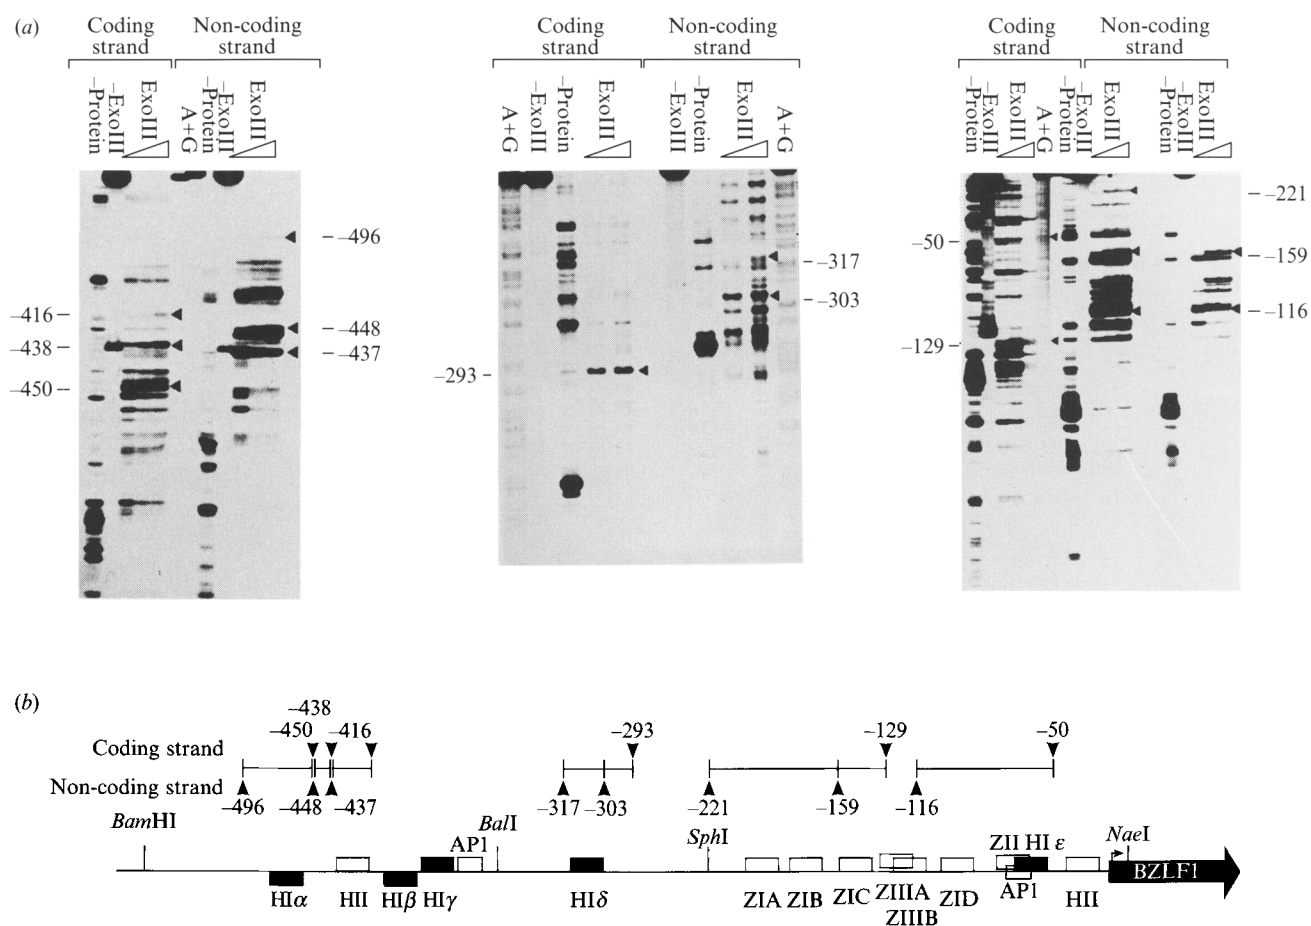 (a)
Coding strand
Non-coding strand
–Protein
–ExoIII
ExoIII
A+G
–Protein
–ExoIII
ExoIII
–416
–438
–450
–496
–448
–437
Coding strand
Non-coding strand
A+G
–ExoIII
–Protein
ExoIII
–ExoIII
–Protein
ExoIII
A+G
–293
–317
–303
Coding strand
Non-coding strand
–Protein
–ExoIII
ExoIII
A+G
–Protein
–ExoIII
ExoIII
–Protein
–ExoIII
ExoIII
–50
–129
–221
–159
–116
(b)
–438
–450 –416 –293 –129 –50
Coding strand
Non-coding strand
–496 –448 –437 –317 –303 –221 –159 –116
BamHI AP1 BalI SphI ZII HI ε NaeI
BZLF1
HIα HII HIβ HIγ HIδ ZIA ZIB ZIC ZIIIA ZID AP1 HII
ZIIIB